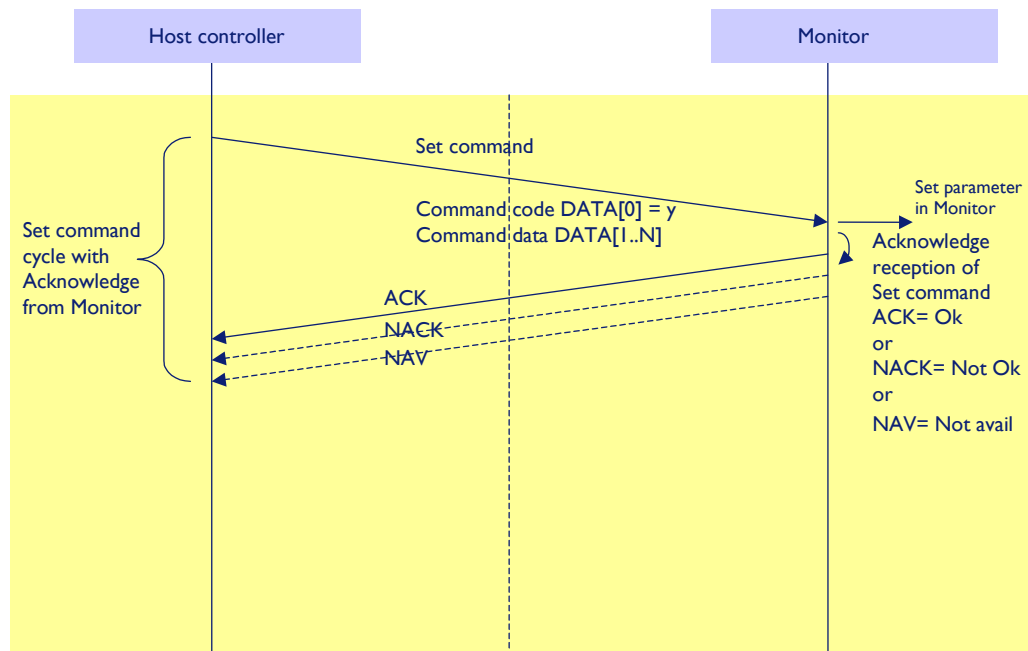 Host controller
Monitor
Set command
Command code DATA[0] = y
Command data DATA[1..N]
Set parameter
in Monitor
Set command
cycle with
Acknowledge
from Monitor
Acknowledge
reception of
Set command
ACK= Ok
or
NACK= Not Ok
or
NAV= Not avail
ACK
NACK
NAV